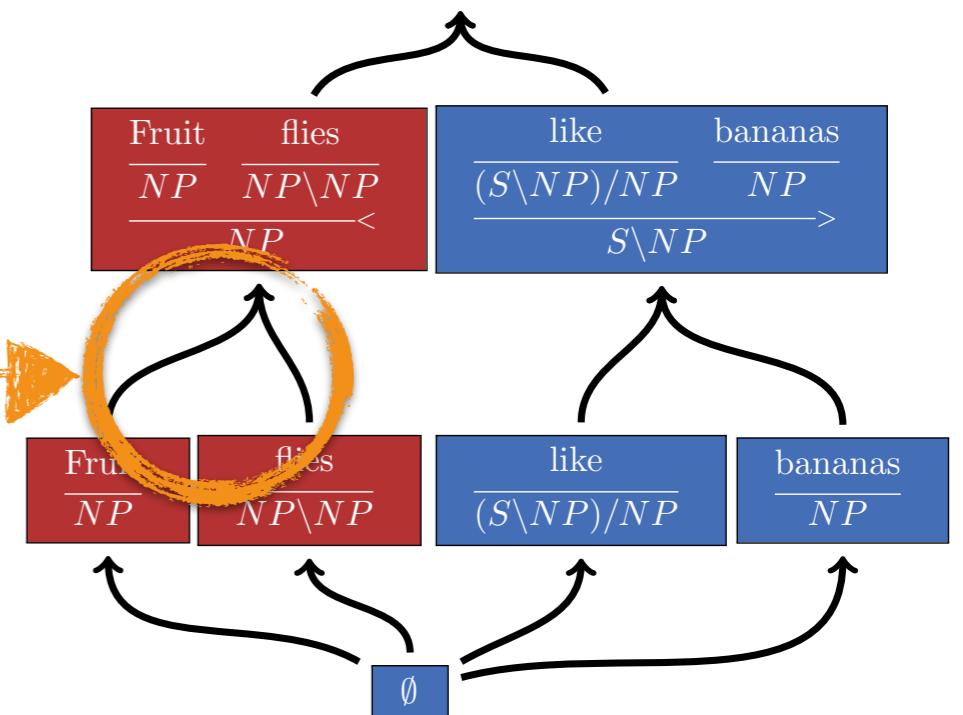 Fruit flies
NP NP\NP
<
NP
like bananas
(S\NP)/NP NP
>
S\NP
Fruit
NP
flies
NP\NP
like
(S\NP)/NP
bananas
NP
∅